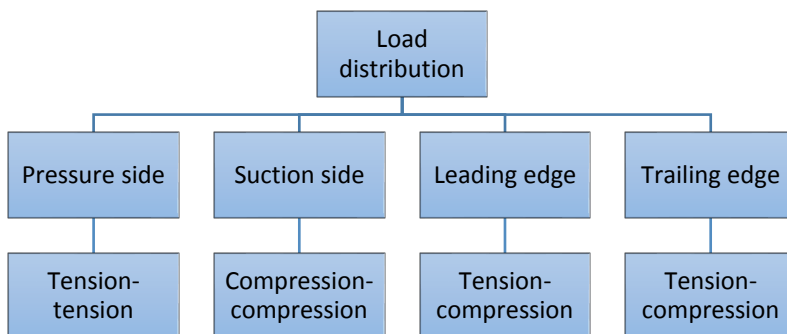 Load
distribution
Pressure side
Suction side
Leading edge
Trailing edge
Tension-
tension
Compression-
compression
Tension-
compression
Tension-
compression